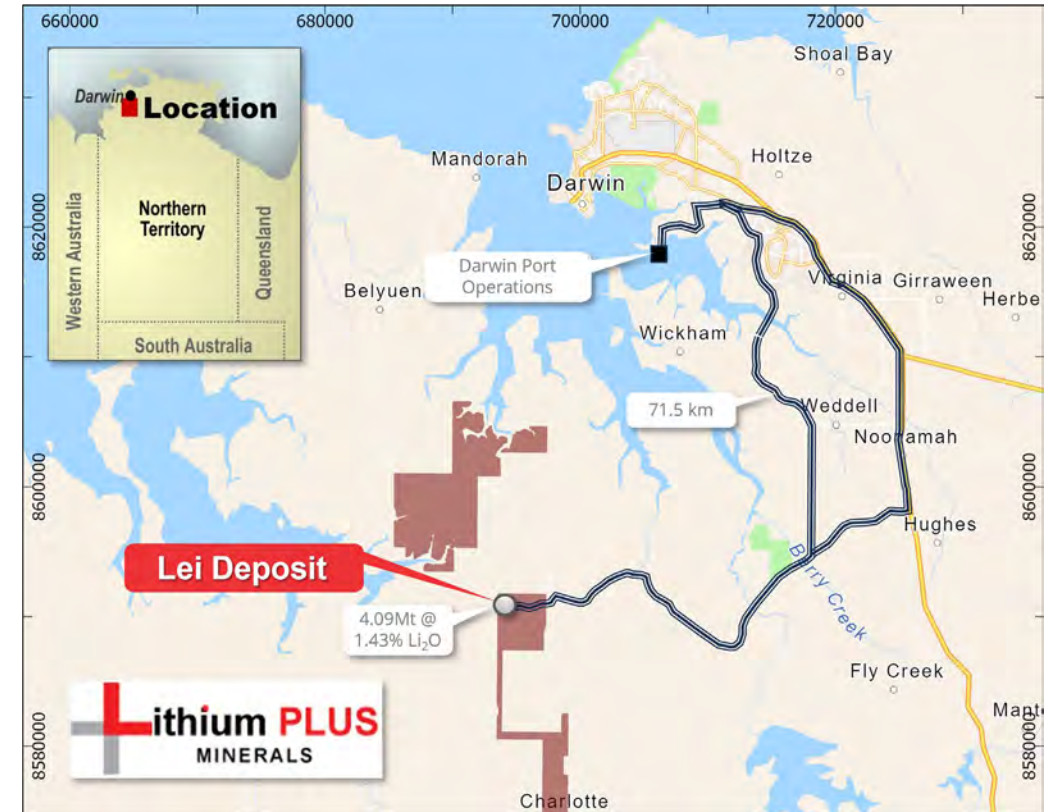 660000
680000
700000
720000
Shoal Bay
Darwin
Location
Mandorah
Holtze
Darwin
Western Australia
Northern
Territory
Queensland
South Australia
8620000
8620000
Darwin Port
Operations
Virginia
Girraween
Belyuen
Herbe
Wickham
71.5 km
Weddell
Noonamah
8600000
8600000
Hughes
Lei Deposit
Berry Creek
4.09Mt @
1.43% Li₂O
Fly Creek
Lithium PLUS
MINERALS
Mant
8580000
8580000
Charlotte